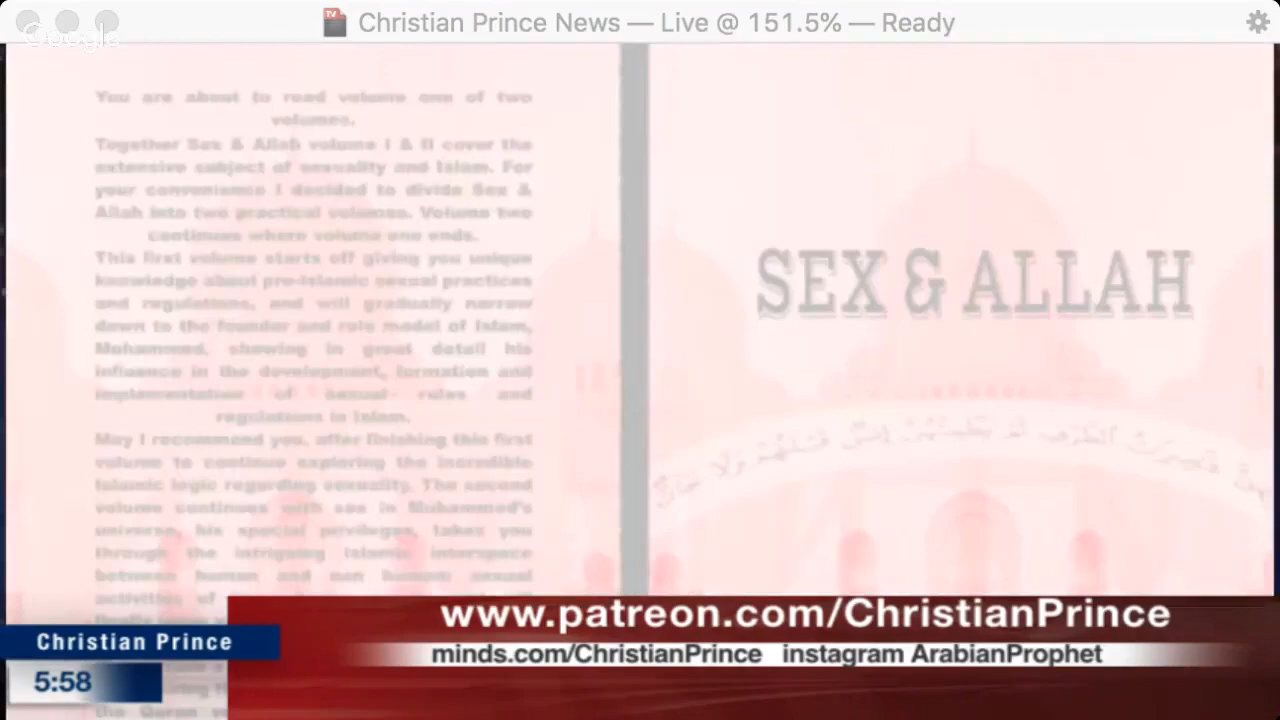 Christian Prince News — Live @ 151.5% — Ready
Google
You are about to read volume one of two
volumes.
Together Sex & Allah volume I & II cover the
extensive subject of sexuality and Islam. For
your convenience I decided to divide Sex &
Allah into two practical volumes. Volume two
continues where volume one ends.
This first volume starts off giving you unique
knowledge about pre-Islamic sexual practices
and regulations, and will gradually narrow
down to the founder and role model of Islam,
Mohammed, showing in great detail his
influence in the development, formation and
implementation of sexual rules and
regulations in Islam.
May I recommend you, after finishing this first
volume to continue exploring the incredible
Islamic logic regarding sexuality. The second
volume continues with sex in Muhammed's
universe, his special privileges, takes you
through the intriguing Islamic interspace
between human and non human sexual
activities of
the Quran
SEX & ALLAH
www.patreon.com/ChristianPrince
Christian Prince
minds.com/ChristianPrince instagram ArabianProphet
5:58